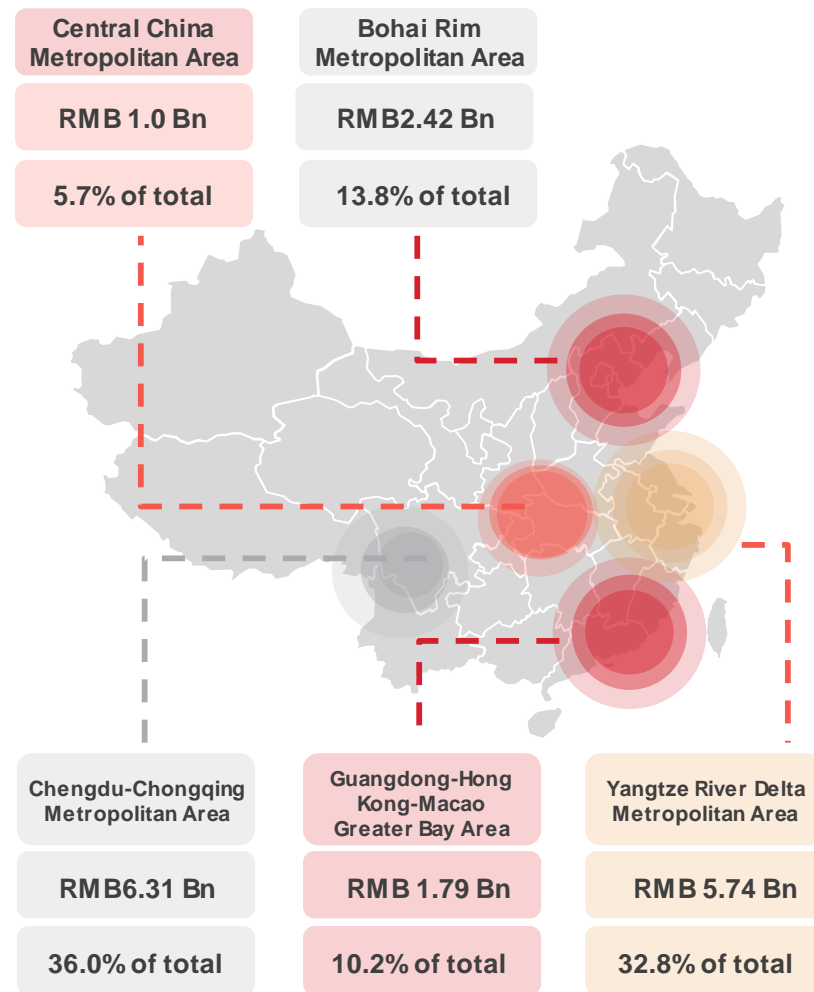 Central China
Metropolitan Area
RMB 1.0 Bn
5.7% of total
Bohai Rim
Metropolitan Area
RMB2.42 Bn
13.8% of total
Chengdu-Chongqing
Metropolitan Area
RMB6.31 Bn
36.0% of total
Guangdong-Hong
Kong-Macao
Greater Bay Area
RMB 1.79 Bn
10.2% of total
Yangtze River Delta
Metropolitan Area
RMB 5.74 Bn
32.8% of total